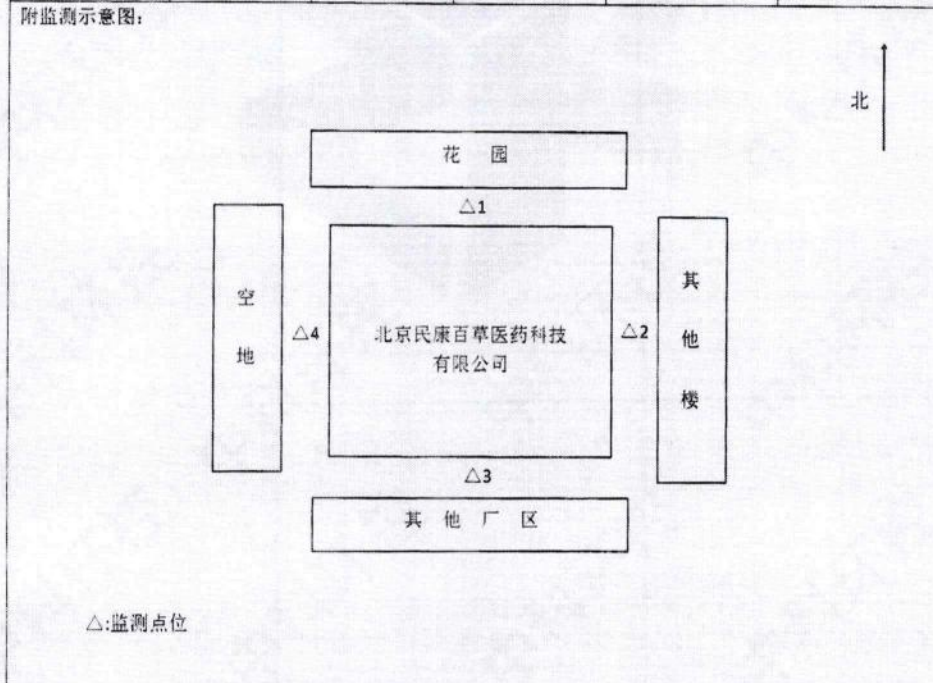 附监测示意图：
北
花 园
△1
空
地
△4
北京民康百草医药科技
有限公司
△2
其
他
楼
△3
其 他 厂 区
△:监测点位